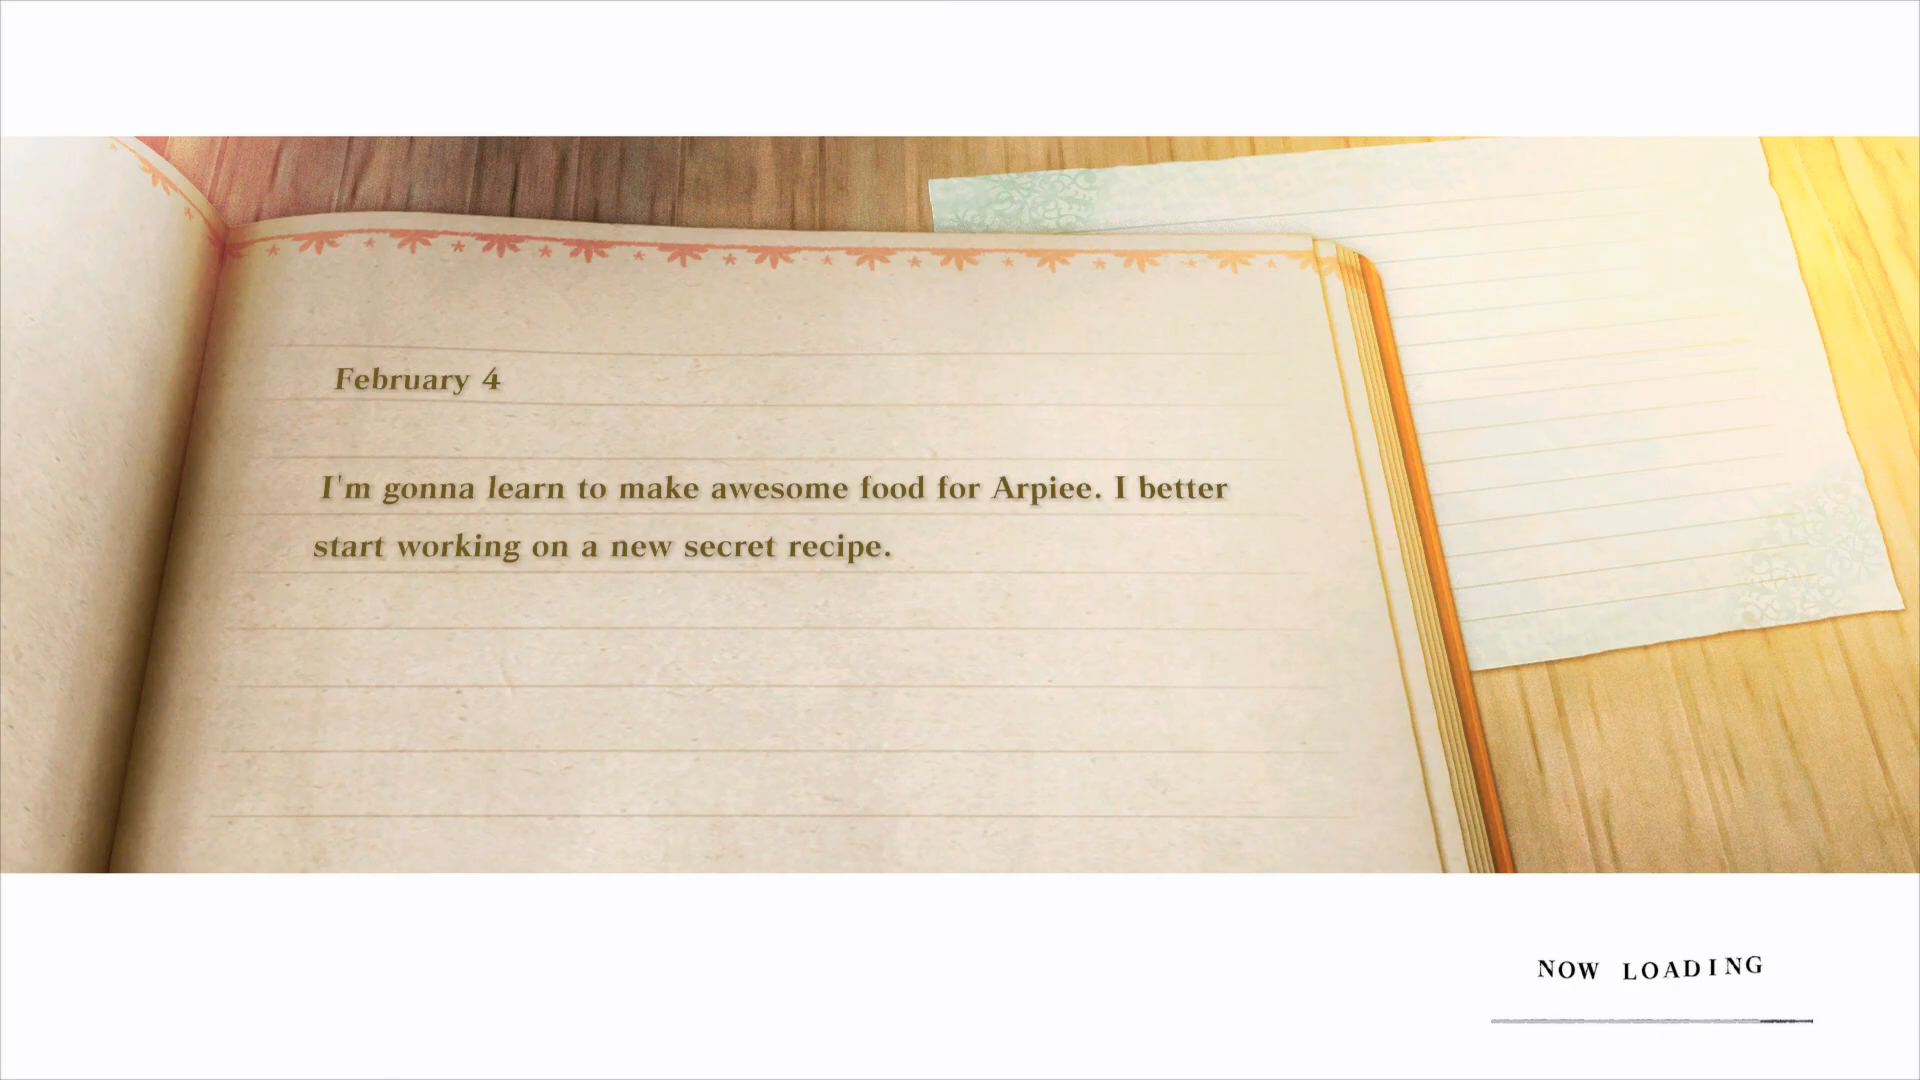 February 4
I'm gonna learn to make awesome food for Arpiee. I better
start working on a new secret recipe.
NOW LOADING